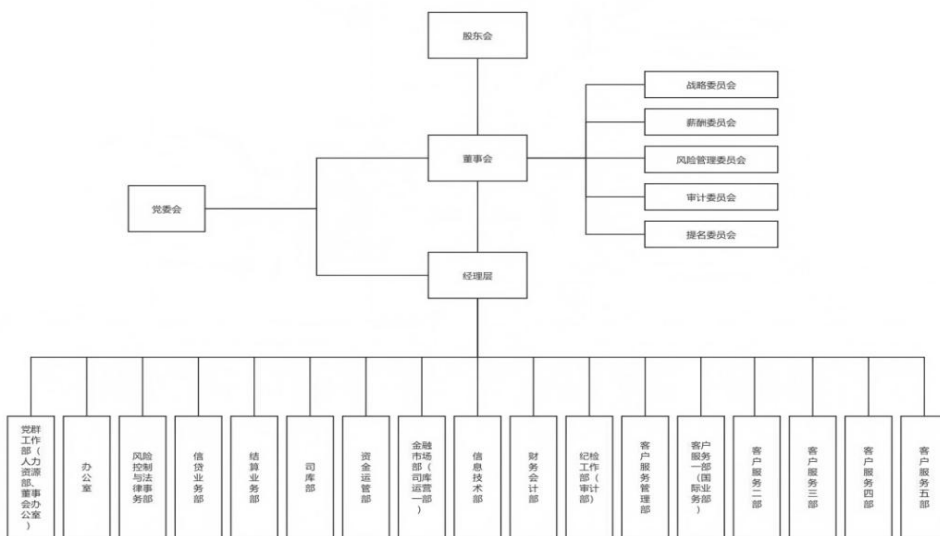 股东会
战略委员会
薪酬委员会
董事会
风险管理委员会
审计委员会
党委会
提名委员会
经理层
党群工作部（人力资源部、董事会办公室）
办公室
风险控制与法律事务部
信贷业务部
结算业务部
司库部
资金运管部
金融市场部（司库运营一部）
信息技术部
财务会计部
纪检工作部（审计部）
客户服务管理部
客户服务一部（国际业务部）
客户服务二部
客户服务三部
客户服务四部
客户服务五部